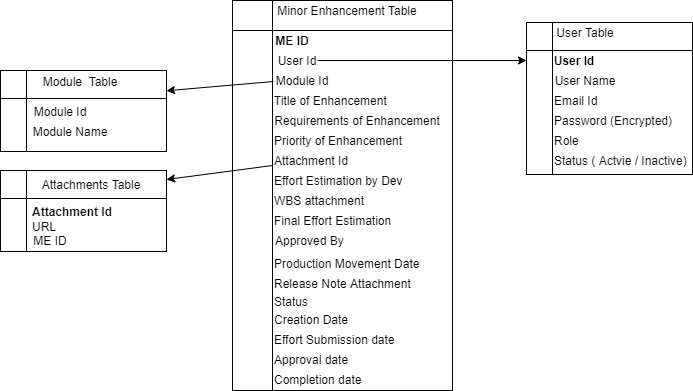 Minor Enhancement Table
ME ID
User Id
Module Id
Title of Enhancement
Requirements of Enhancement
Priority of Enhancement
Attachment Id
Effort Estimation by Dev
WBS attachment
Final Effort Estimation
Approved By
Production Movement Date
Release Note Attachment
Status
Creation Date
Effort Submission date
Approval date
Completion date
User Table
User Id
User Name
Email Id
Password (Encrypted)
Role
Status ( Actvie / Inactive)
Module  Table
Module Id
Module Name
Attachments Table
Attachment Id
URL
ME ID